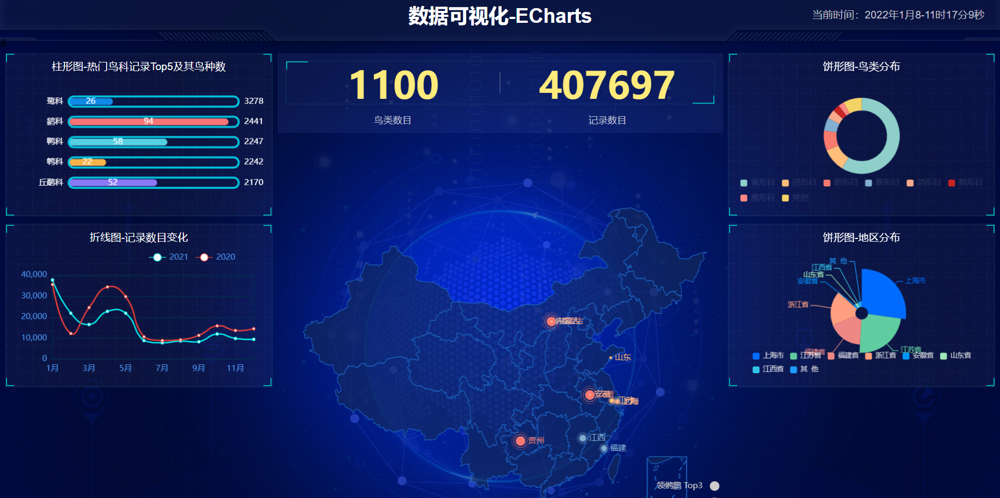 数据可视化-ECharts
当前时间：2022年1月8-11时17分9秒
&
柱形图-热门鸟科记录Top5及其鸟种数
鹭科 26 3278
鹟科 94 2441
鸭科 58 2247
鹎科 22 2242
丘鹬科 52 2170
折线图-记录数目变化
2021 2020
40,000
30,000
20,000
10,000
0
1月 3月 5月 7月 9月 11月
1100
407697
鸟类数目
记录数目
山东
安徽
江苏
上海
贵州
江西
福建
Top3
饼形图-鸟类分布
雀形目 鸻形目 鹈形目 雁形目 鸽形目 鹤形目
鹰形目 其他
饼形图-地区分布
其 他
江西省
山东省
安徽省
上海市
浙江省
福建省
江苏省
上海市 江苏省 福建省 浙江省 安徽省 山东省
江西省 其 他